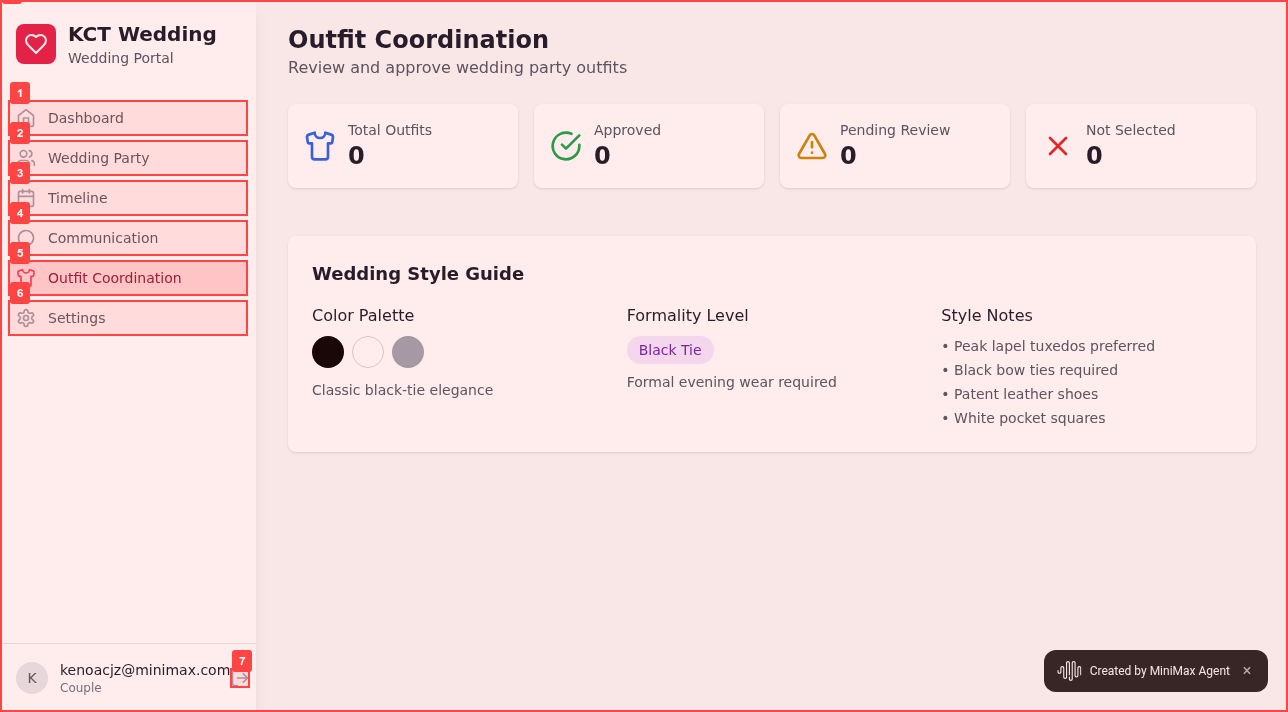 KCT Wedding
Wedding Portal
1
Dashboard
2
Wedding Party
3
Timeline
4
Communication
5
Outfit Coordination
6
Settings
K
kenoacjz@minimax.com
Couple
7
Outfit Coordination
Review and approve wedding party outfits
Total Outfits
0
Approved
0
Pending Review
0
Not Selected
0
Wedding Style Guide
Color Palette
Classic black-tie elegance
Formality Level
Black Tie
Formal evening wear required
Style Notes
• Peak lapel tuxedos preferred
• Black bow ties required
• Patent leather shoes
• White pocket squares
Created by MiniMax Agent ×